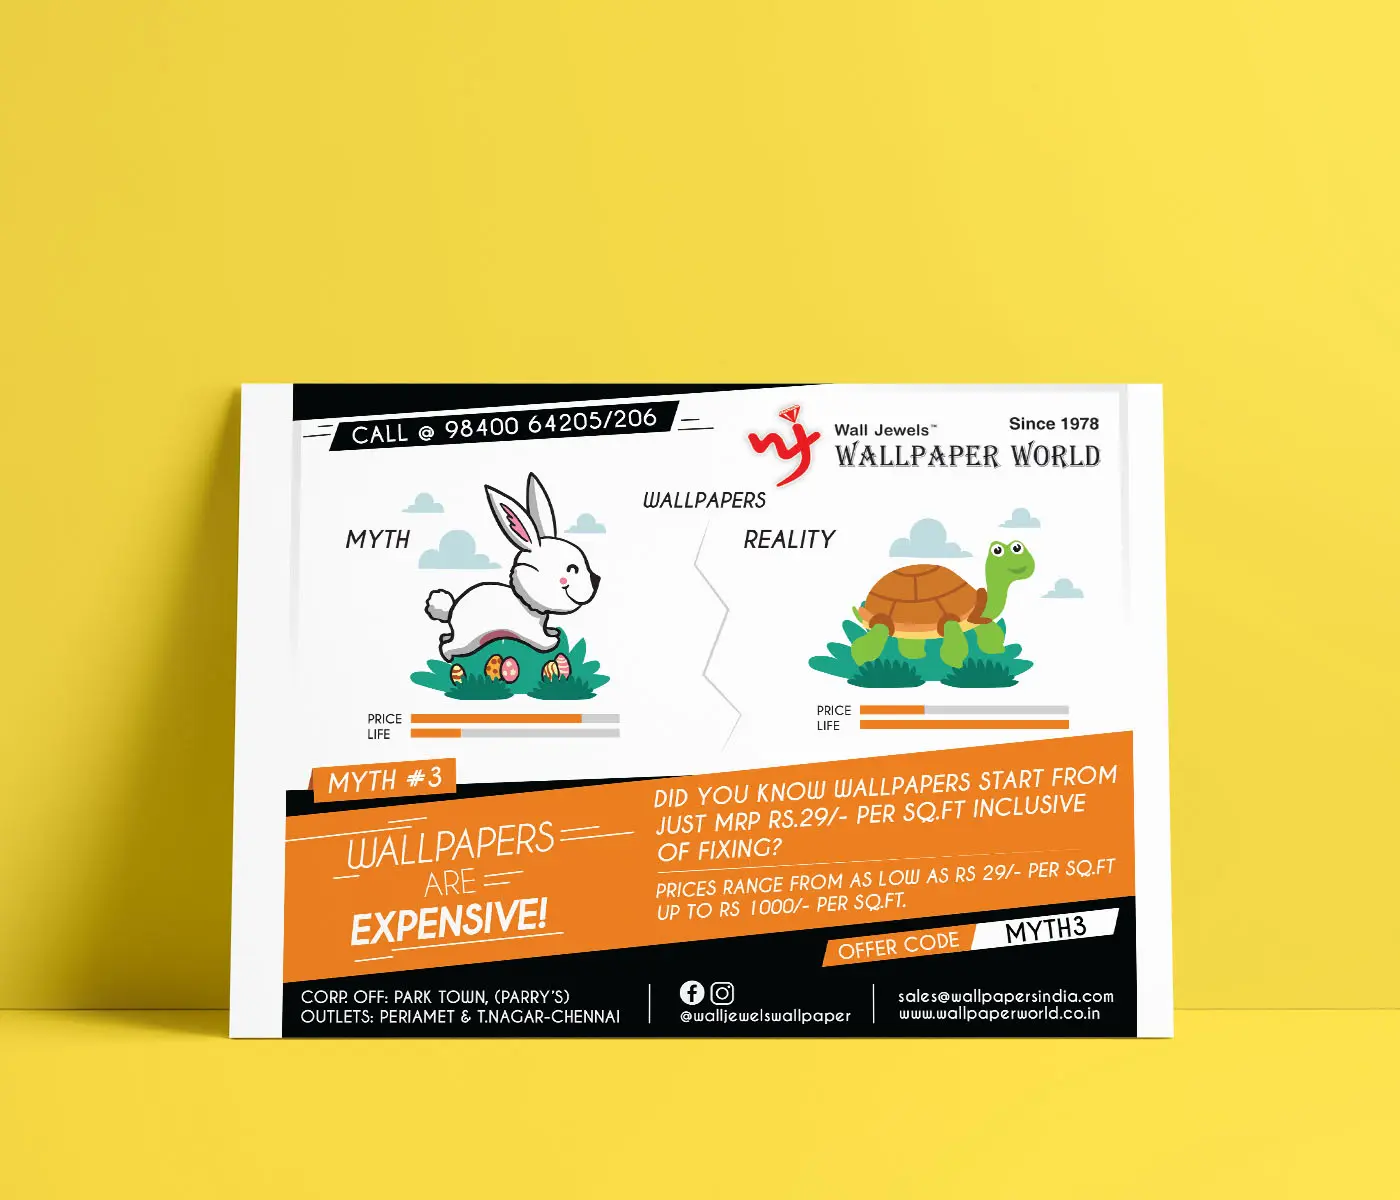 CALL @ 98400 64205/206
Wall Jewels™
Since 1978
WALLPAPER WORLD
WALLPAPERS
MYTH
REALITY
PRICE
LIFE
PRICE
LIFE
MYTH #3
WALLPAPERS
ARE
EXPENSIVE!
DID YOU KNOW WALLPAPERS START FROM
JUST MRP RS.29/- PER SQ.FT INCLUSIVE
OF FIXING?
PRICES RANGE FROM AS LOW AS RS 29/- PER SQ.FT
UP TO RS 1000/- PER SQ.FT.
OFFER CODE MYTH3
CORP. OFF: PARK TOWN, (PARRY'S)
OUTLETS: PERIAMET & T.NAGAR-CHENNAI
@walljewelswallpaper
sales@wallpapersindia.com
www.wallpaperworld.co.in